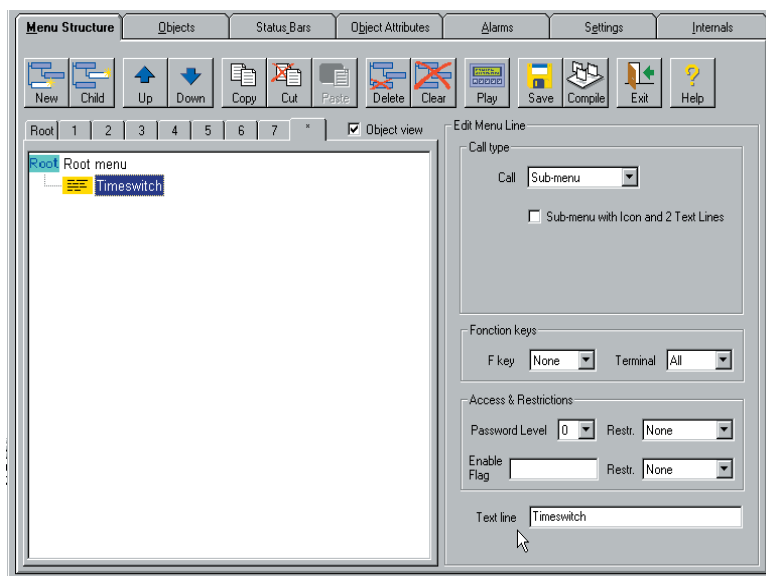 Menu Structure Objects Status Bars Object Attributes Alarms Settings Internals
New Child Up Down Copy Cut Paste Delete Clear Play Save Compile Exit Help
Root 1 2 3 4 5 6 7 * Object view
Root Root menu
Timeswitch
Edit Menu Line
Call type
Call Sub-menu
Sub-menu with Icon and 2 Text Lines
Fonction keys
F key None Terminal All
Access & Restrictions
Password Level 0 Restr. None
Enable Flag Restr. None
Text line Timeswitch